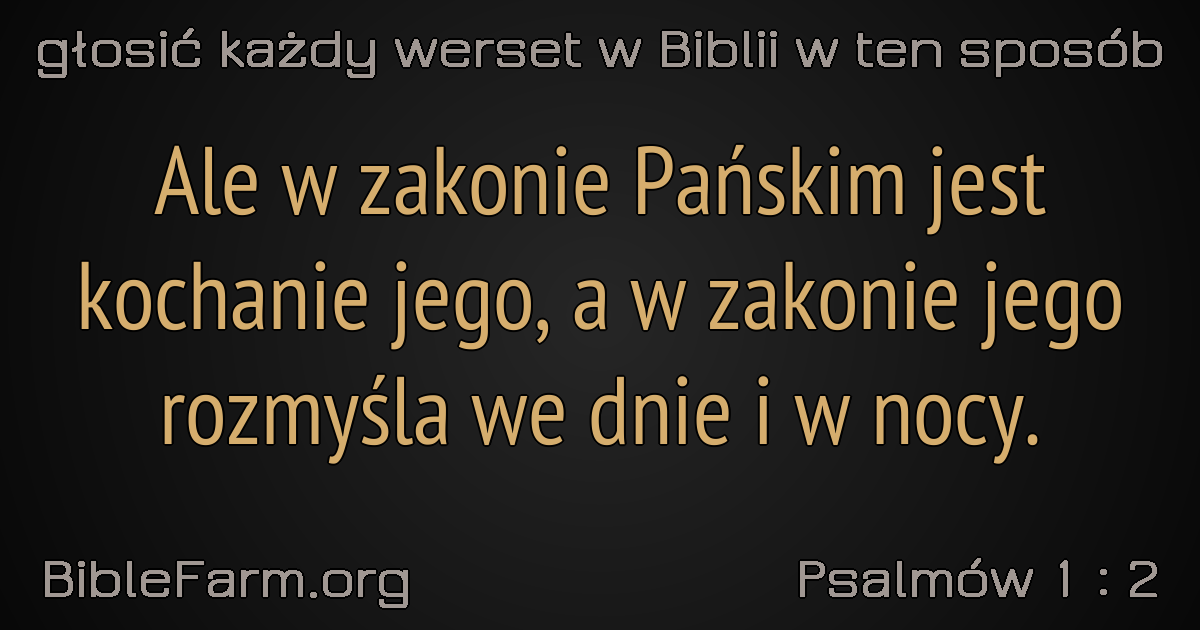 głosić każdy werset w Biblii w ten sposób
Ale w zakonie Pańskim jest
kochanie jego, a w zakonie jego
rozmyśla we dnie i w nocy.
BibleFarm.org
Psalmów 1 : 2